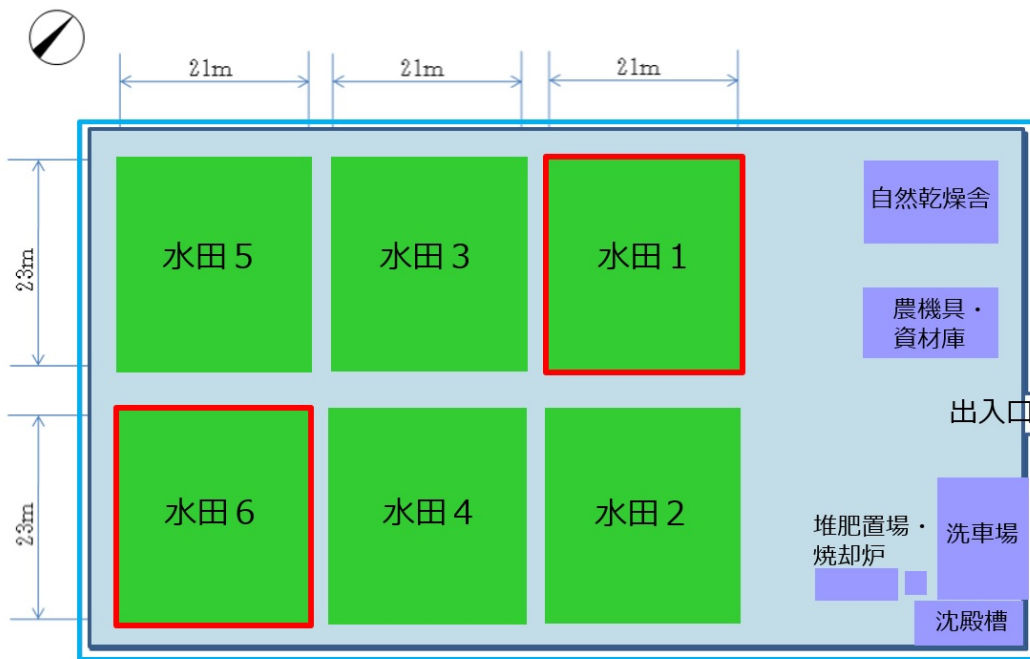 21m
21m
21m
23m
水田５
水田３
水田１
自然乾燥舎
農機具・
資材庫
出入口
23m
水田６
水田４
水田２
堆肥置場・
焼却炉
洗車場
沈殿槽